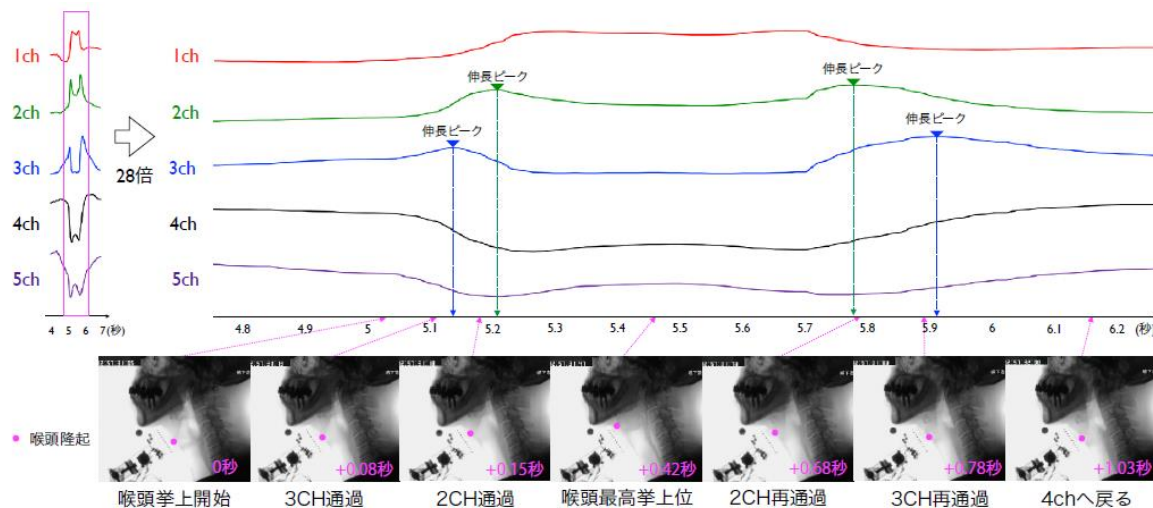 1ch
2ch
3ch
4ch
5ch
4 5 6 7(秒)
28倍
1ch
2ch
3ch
4ch
5ch
伸長ピーク
伸長ピーク
伸長ピーク
伸長ピーク
4.8 4.9 5 5.1 5.2 5.3 5.4 5.5 5.6 5.7 5.8 5.9 6 6.1 6.2 (秒)
喉頭隆起
0秒
+0.08秒
+0.15秒
+0.42秒
+0.68秒
+0.78秒
+1.03秒
喉頭挙上開始
3CH通過
2CH通過
喉頭最高挙上位
2CH再通過
3CH再通過
4chへ戻る